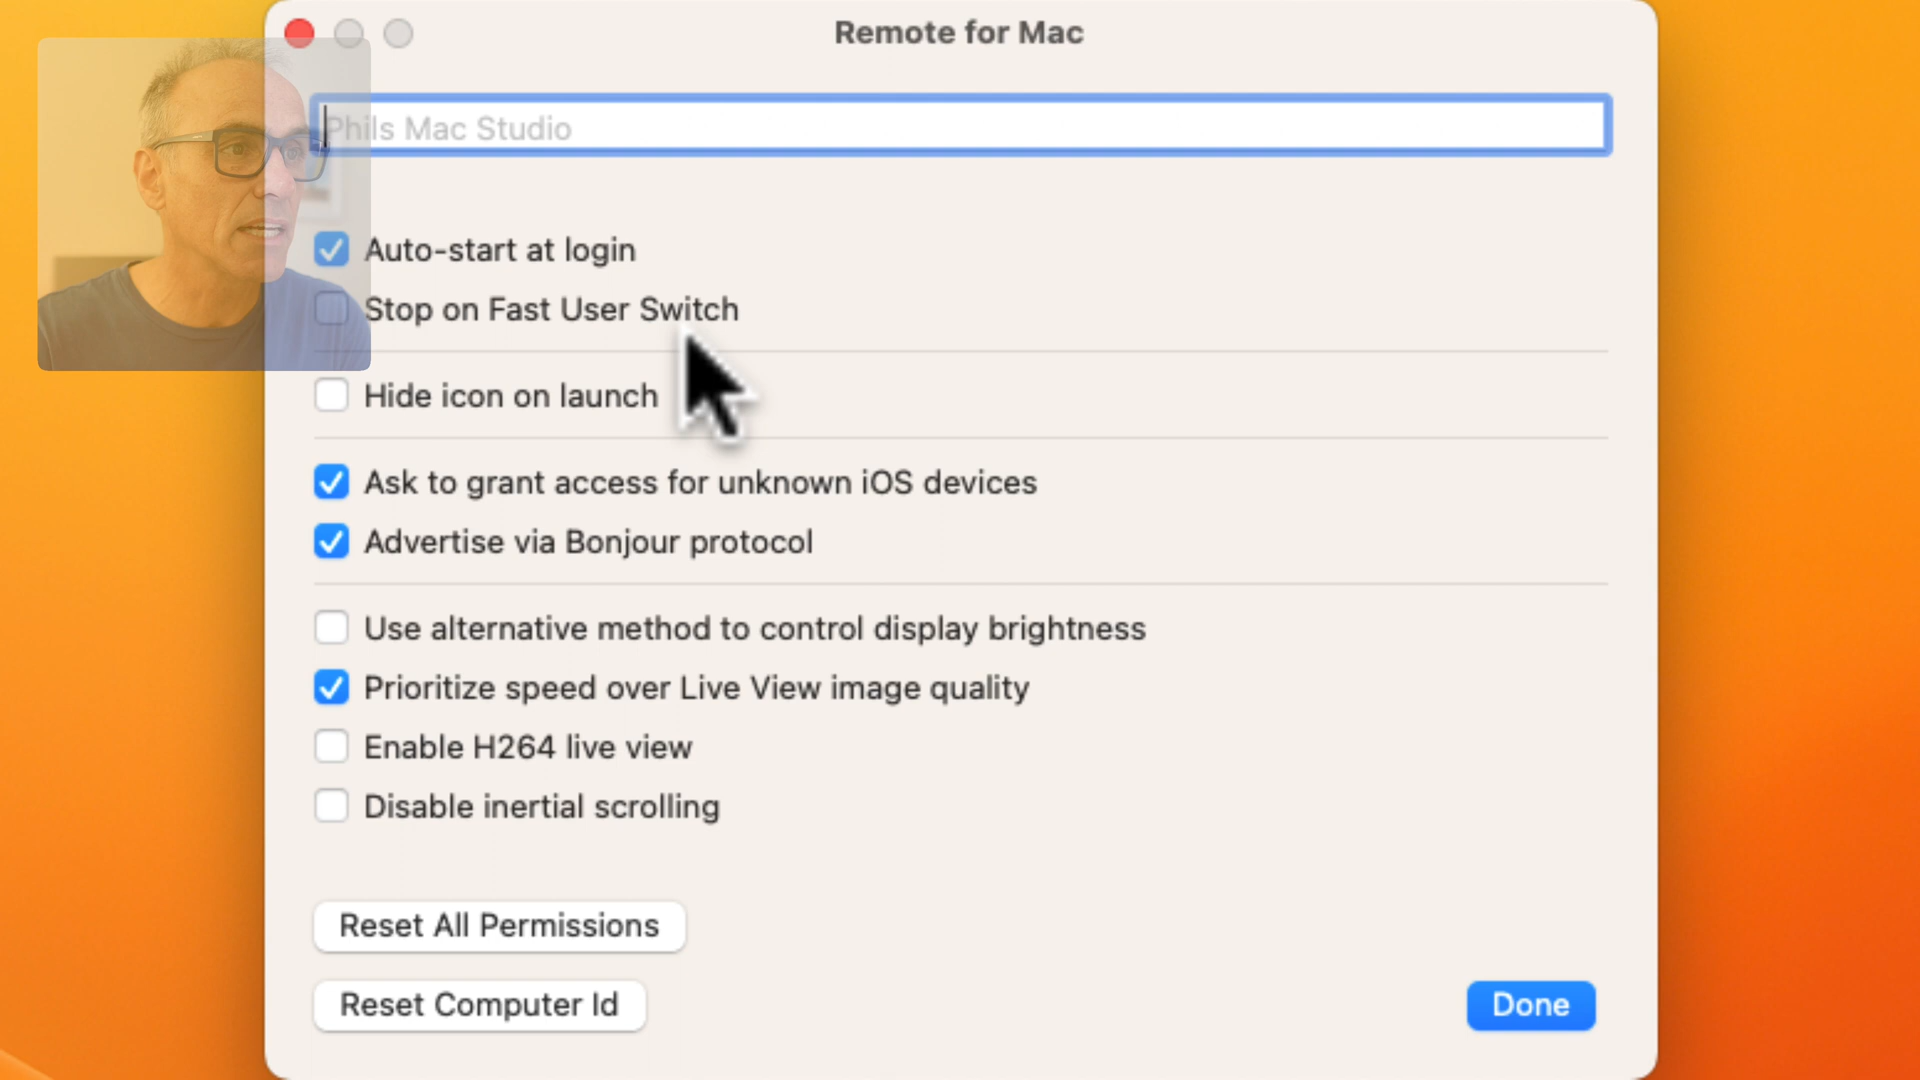 Remote for Mac
Phils Mac Studio
Auto-start at login
Stop on Fast User Switch
Hide icon on launch
Ask to grant access for unknown iOS devices
Advertise via Bonjour protocol
Use alternative method to control display brightness
Prioritize speed over Live View image quality
Enable H264 live view
Disable inertial scrolling
Reset All Permissions
Reset Computer Id
Done